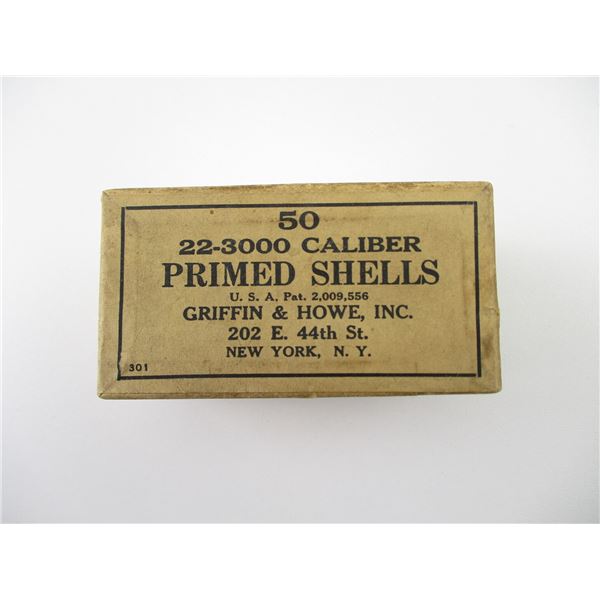 50
22-3000 CALIBER
PRIMED SHELLS
U. S. A. Pat. 2,009,556
GRIFFIN & HOWE, INC.
202 E. 44th St.
NEW YORK, N. Y.
301